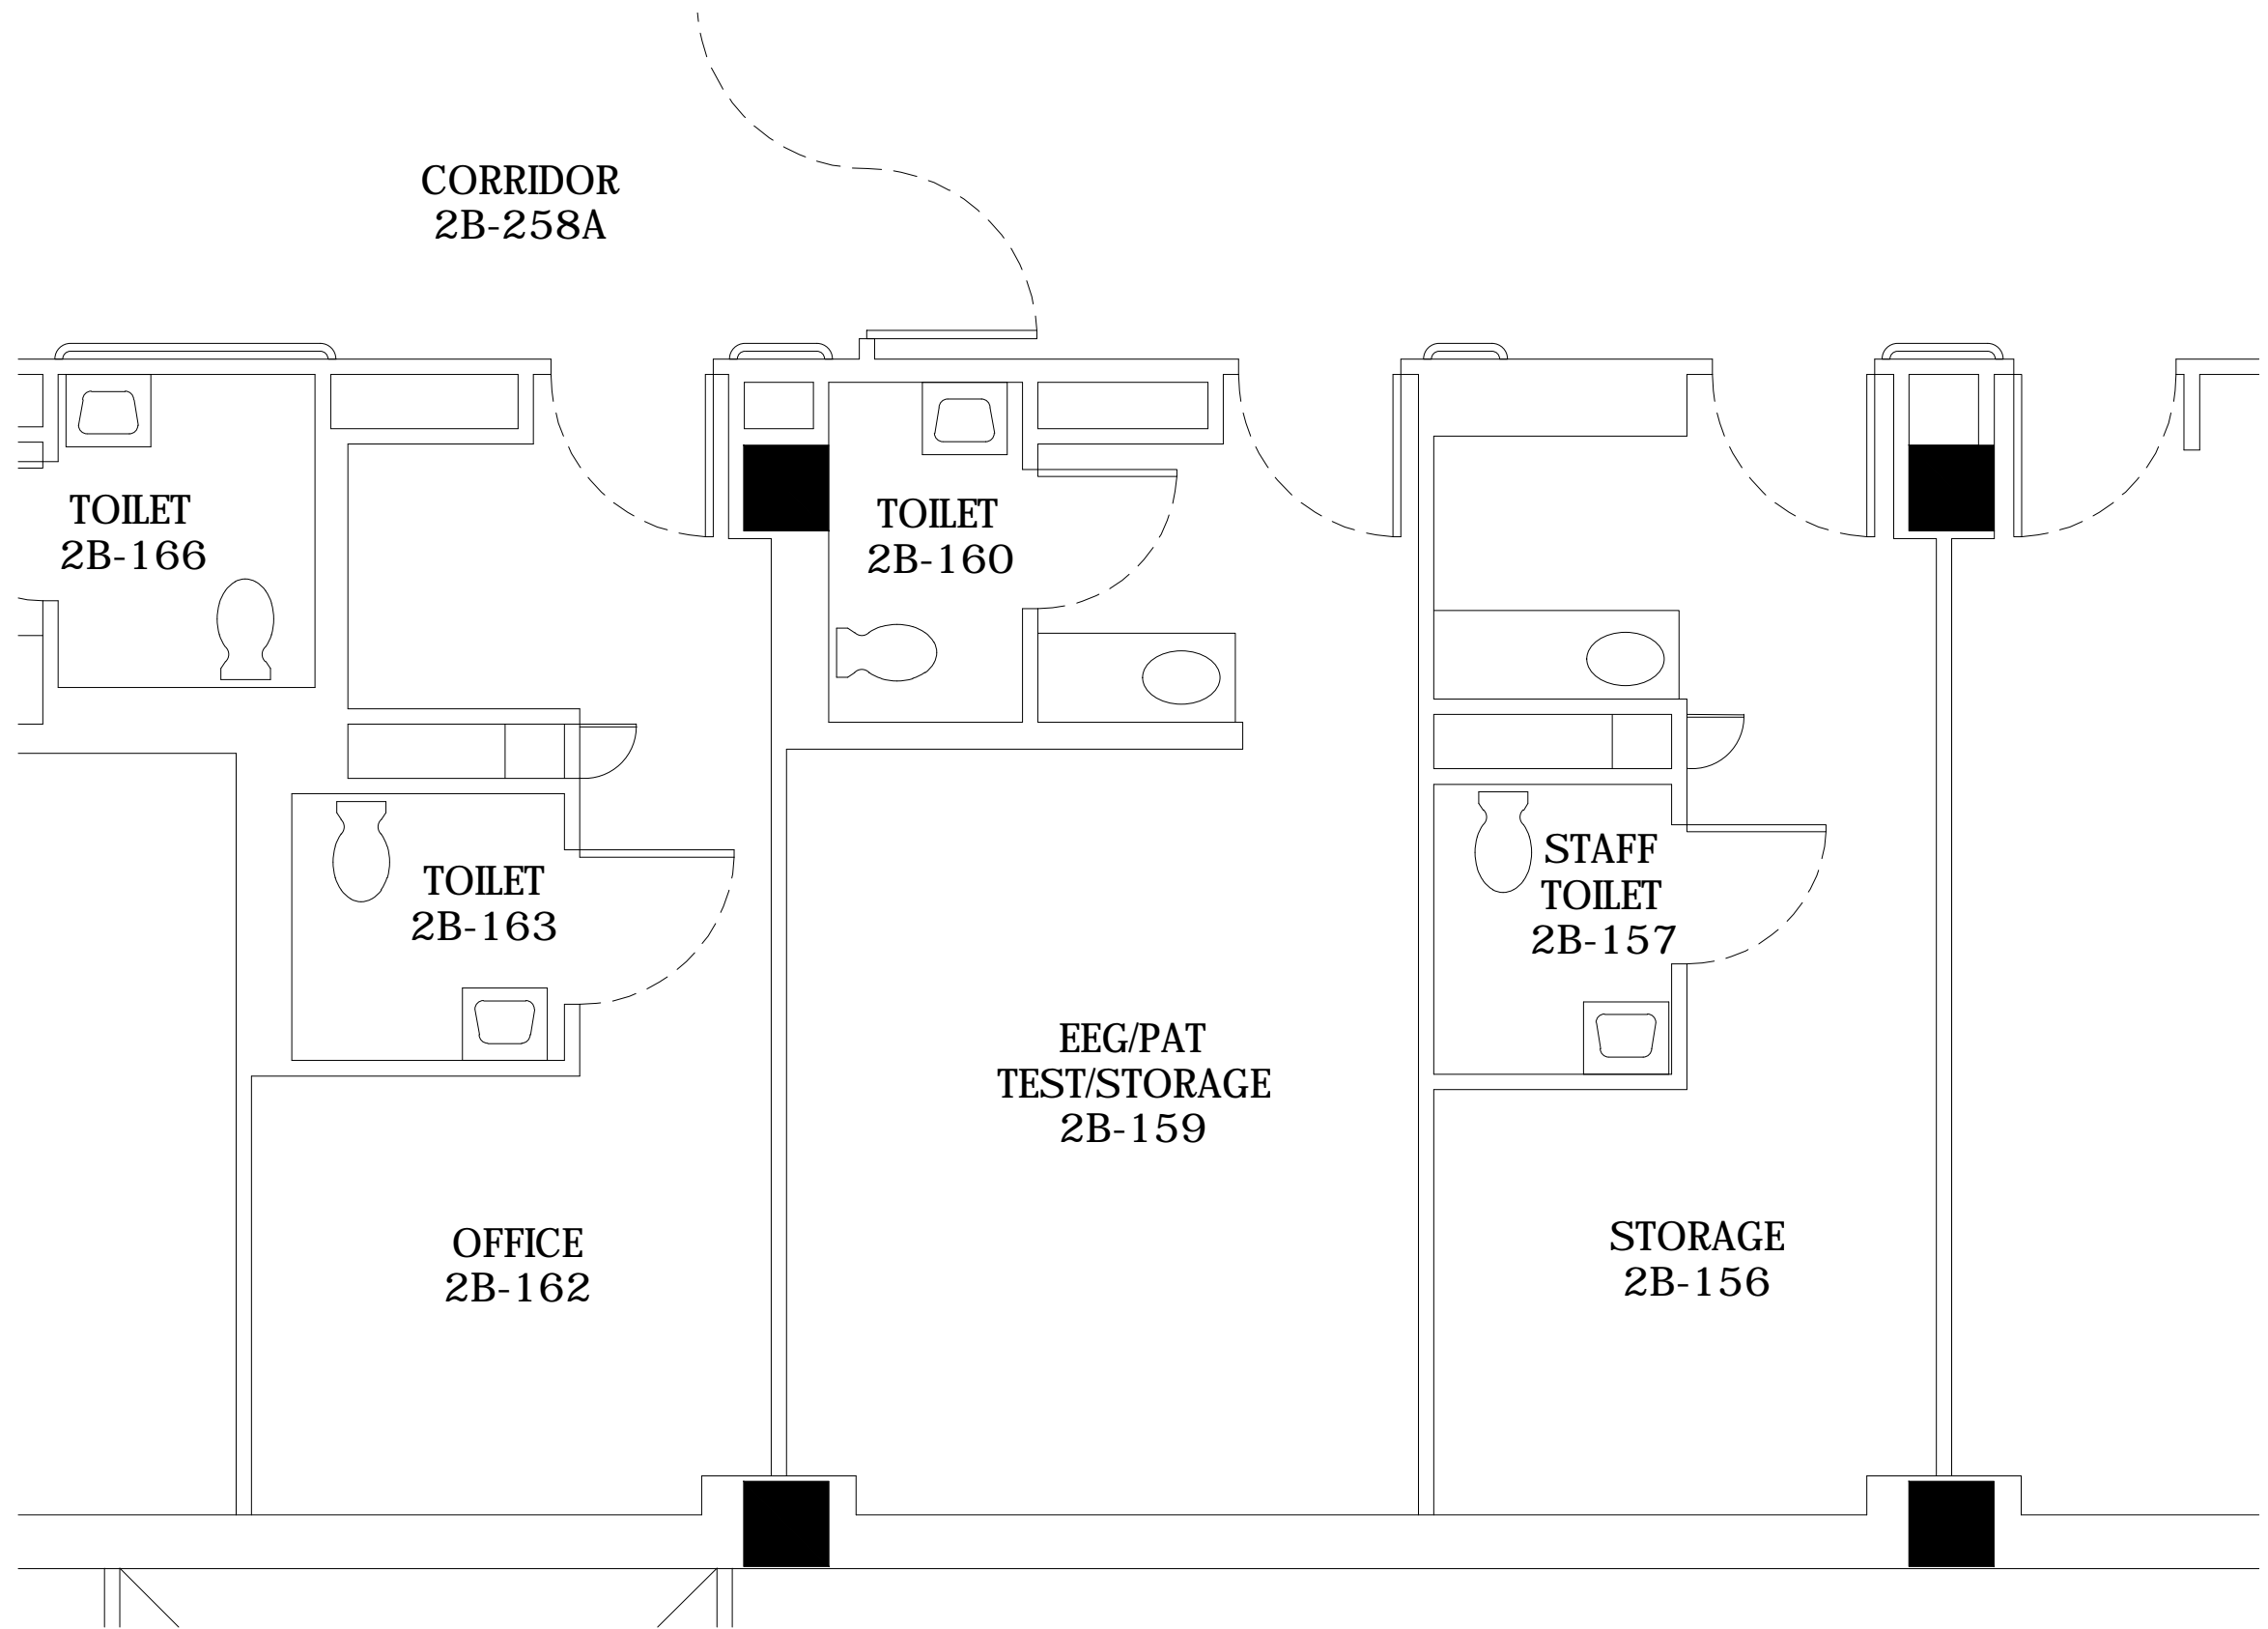 CORRIDOR
2B-258A
TOILET
2B-166
TOILET
2B-160
TOILET
2B-163
STAFF
TOILET
2B-157
EEG/PAT
TEST/STORAGE
2B-159
OFFICE
2B-162
STORAGE
2B-156